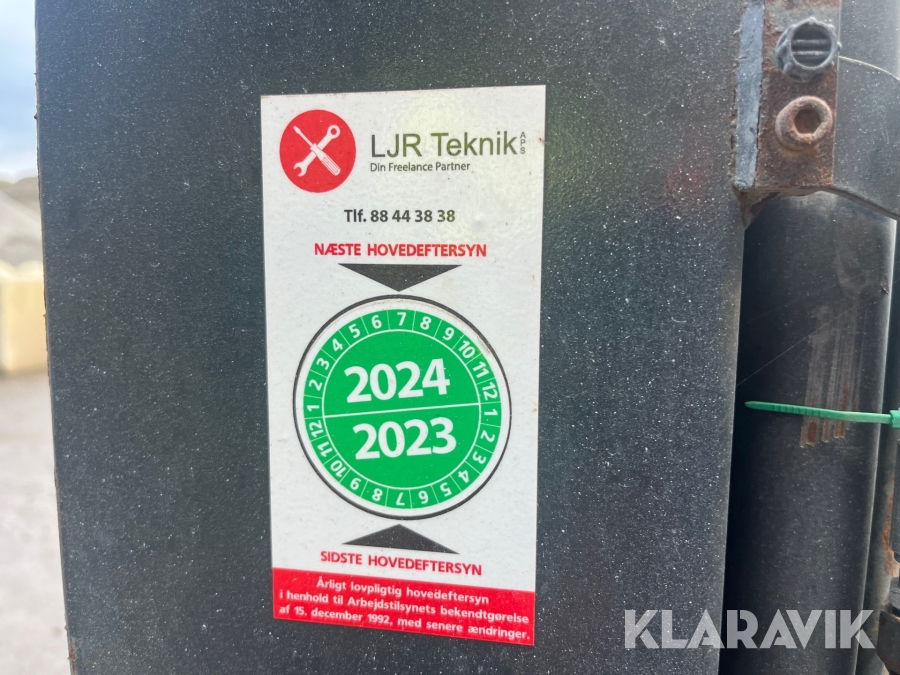 LJR Teknik APS
Din Freelance Partner
Tlf. 88 44 38 38
NÆSTE HOVEDEFTERSYN
1 2 3 4 5 6 7 8 9 10 11 12
2024
2023
1 2 3 4 5 6 7 8 9 10 11 12
SIDSTE HOVEDEFTERSYN
Årligt lovpligtig hovedeftersyn
i henhold til Arbejdstilsynets bekendtgørelse
af 15. december 1992, med senere ændringer.
KLARAVIK